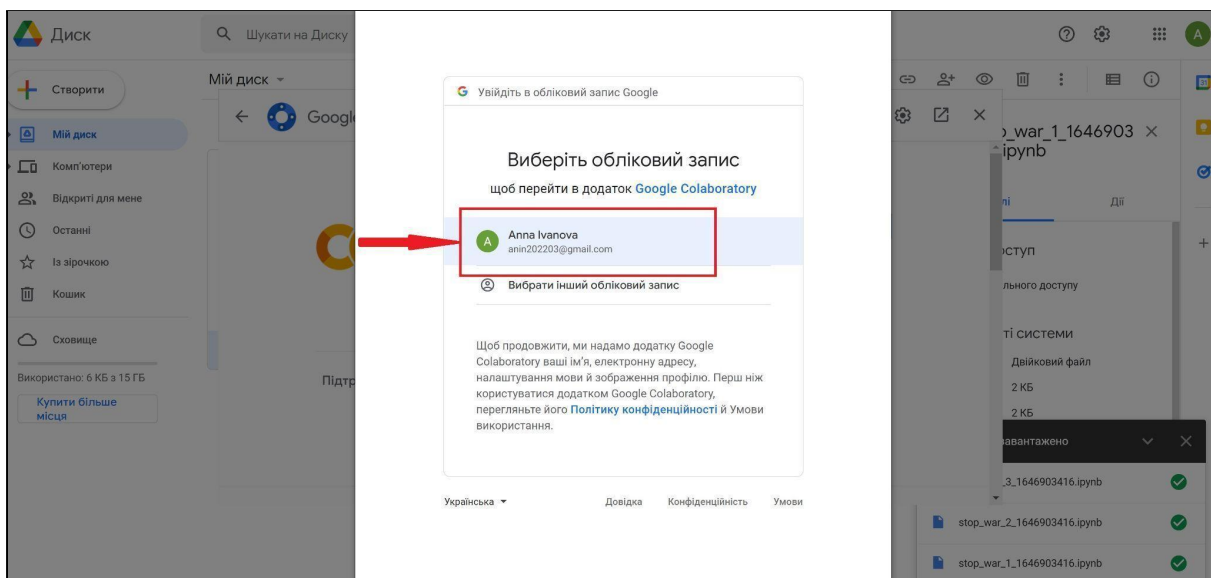 Диск
Шукати на Диску
Створити
Мій диск
Мій диск
Комп'ютери
Відкриті для мене
Останні
Із зірочкою
Кошик
Сховище
Використано: 6 КБ з 15 ГБ
Купити більше
місця
Googl
Підтр
Увійдіть в обліковий запис Google
Виберіть обліковий запис
щоб перейти в додаток Google Colaboratory
A
Anna Ivanova
anin202203@gmail.com
Вибрати інший обліковий запис
Щоб продовжити, ми надамо додатку Google
Colaboratory ваші ім'я, електронну адресу,
налаштування мови й зображення профілю. Перш ніж
користуватися додатком Google Colaboratory,
перегляньте його Політику конфіденційності й Умови
використання.
Українська
Довідка
Конфіденційність
Умови
A
_war_1_1646903
ipynb
Дії
ступ
льного доступу
ті системи
Двійковий файл
2 КБ
2 КБ
завантажено
_3_1646903416.ipynb
stop_war_2_1646903416.ipynb
stop_war_1_1646903416.ipynb